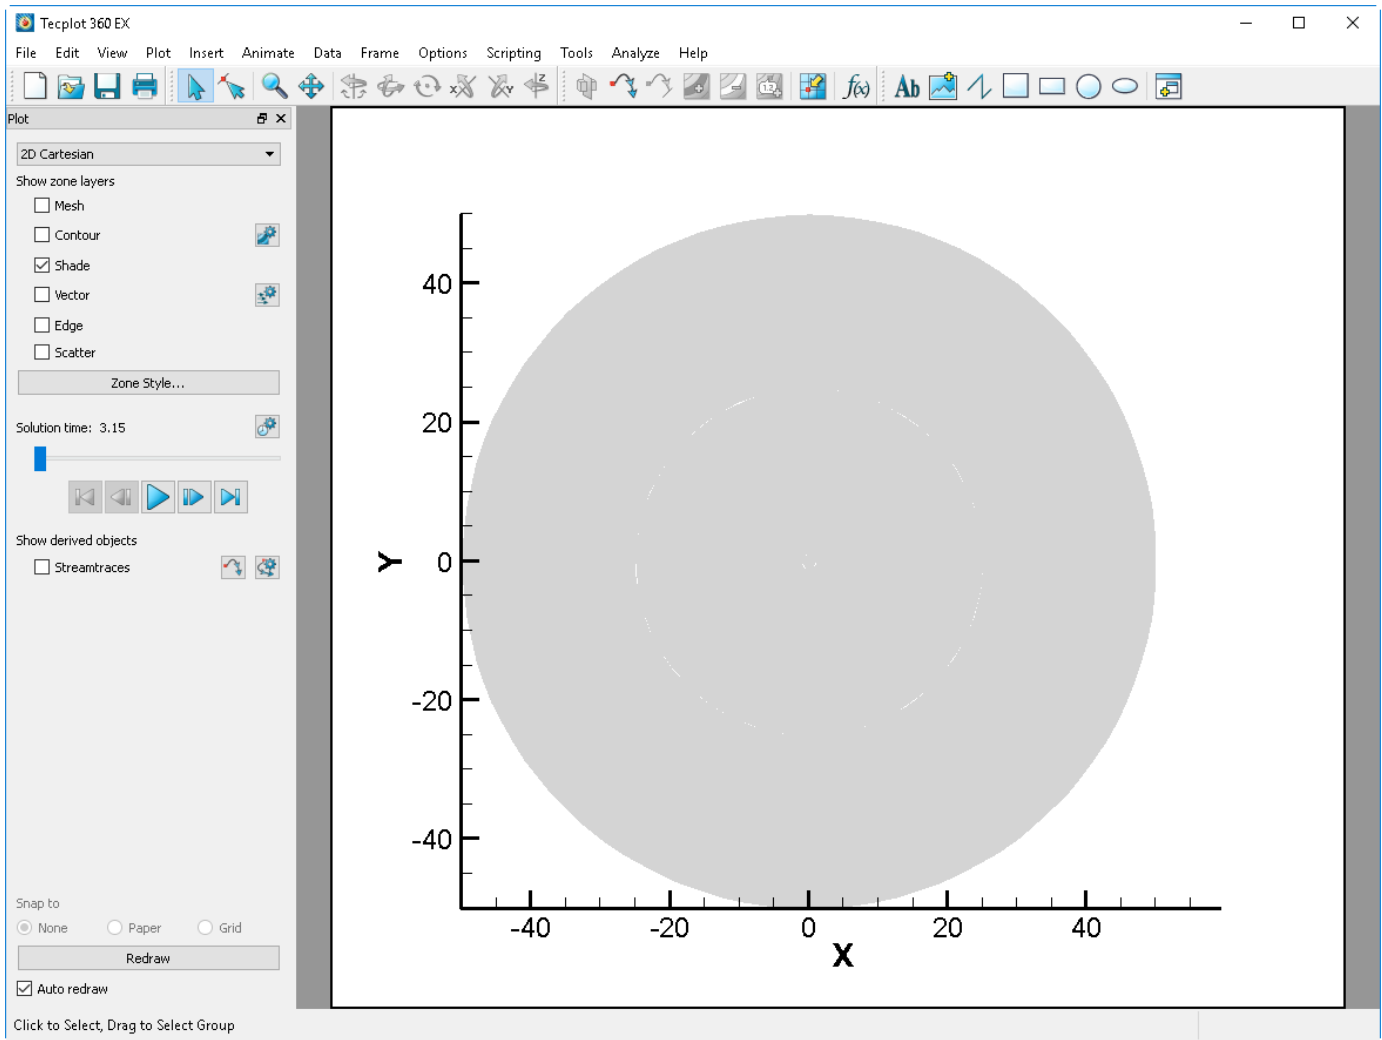 Tecplot 360 EX
File Edit View Plot Insert Animate Data Frame Options Scripting Tools Analyze Help
Ab
f(x)
Plot
2D Cartesian
Show zone layers
Mesh
Contour
Shade
Vector
Edge
Scatter
Zone Style...
Solution time: 3.15
Show derived objects
Streamtraces
Snap to
None Paper Grid
Redraw
Auto redraw
Click to Select, Drag to Select Group
40
20
0
-20
-40
Y
-40 -20 0 20 40
X